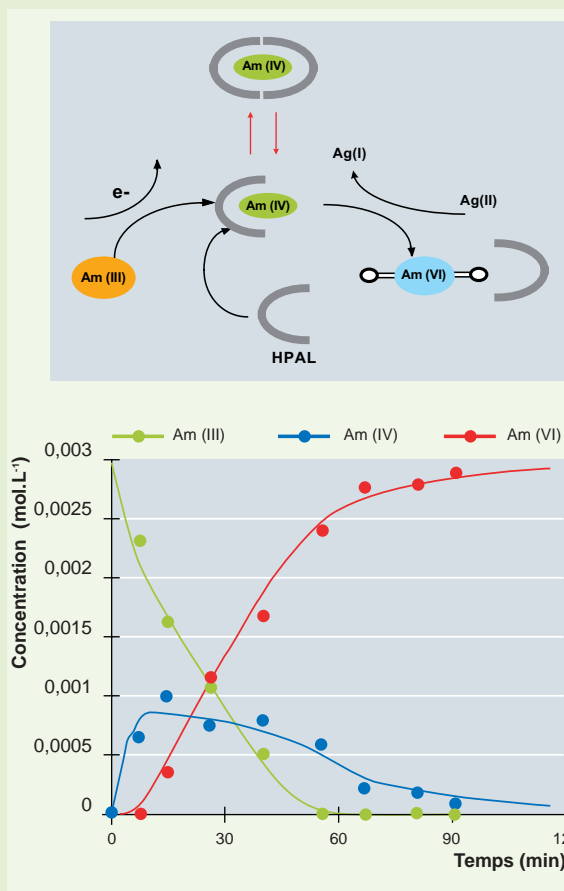 Am (IV)
Ag(I)
e-
Am (IV)
Ag(II)
Am (III)
Am (VI)
HPAL
Am (III) Am (IV) Am (VI)
Concentration (mol.L-1)
0,003
0,0025
0,002
0,0015
0,001
0,0005
0
0 30 60 90
Temps (min)